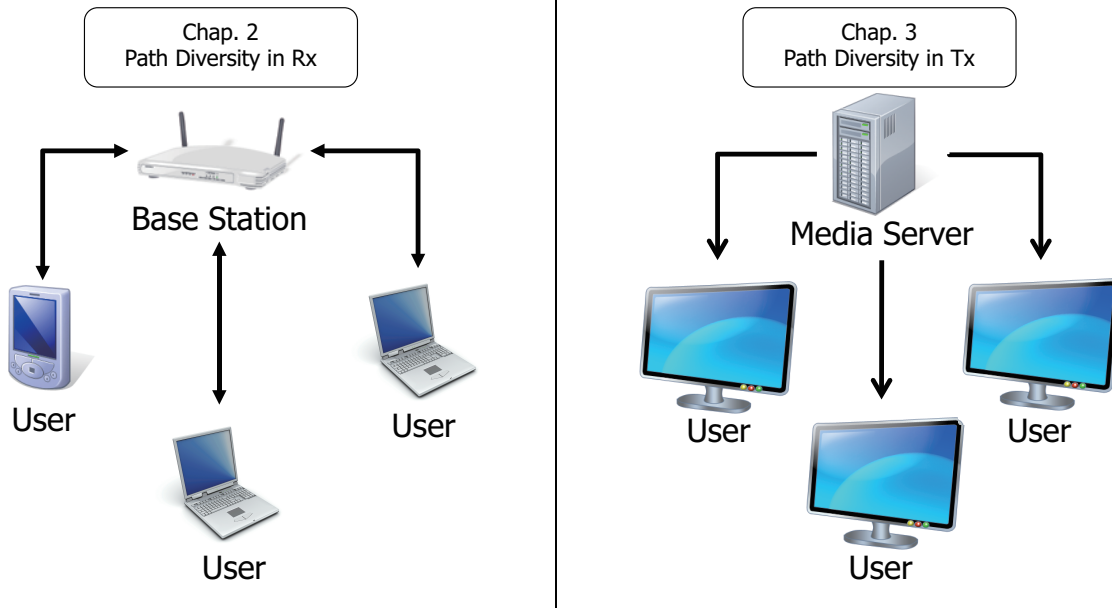 Chap. 2
Path Diversity in Rx
Base Station
User
User
User
Chap. 3
Path Diversity in Tx
Media Server
User
User
User